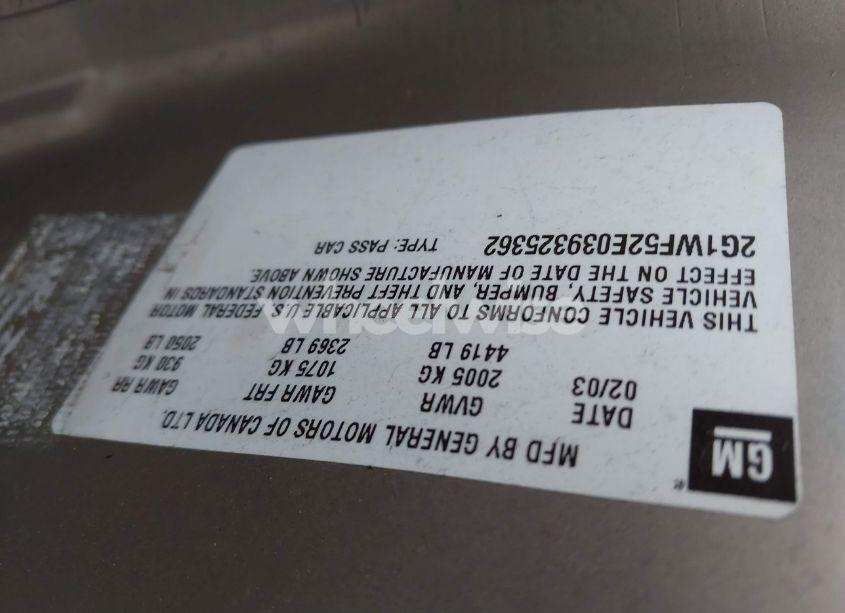 GM
MFD BY GENERAL MOTORS OF CANADA LTD.
DATE GVWR GAWR FRT GAWR RR
02/03 2005 KG 1075 KG 930 KG
4419 LB 2369 LB 2050 LB
THIS VEHICLE CONFORMS TO ALL APPLICABLE U.S. FEDERAL MOTOR
VEHICLE SAFETY, BUMPER, AND THEFT PREVENTION STANDARDS IN
EFFECT ON THE DATE OF MANUFACTURE SHOWN ABOVE.
2G1WF52E039325362 TYPE: PASS CAR